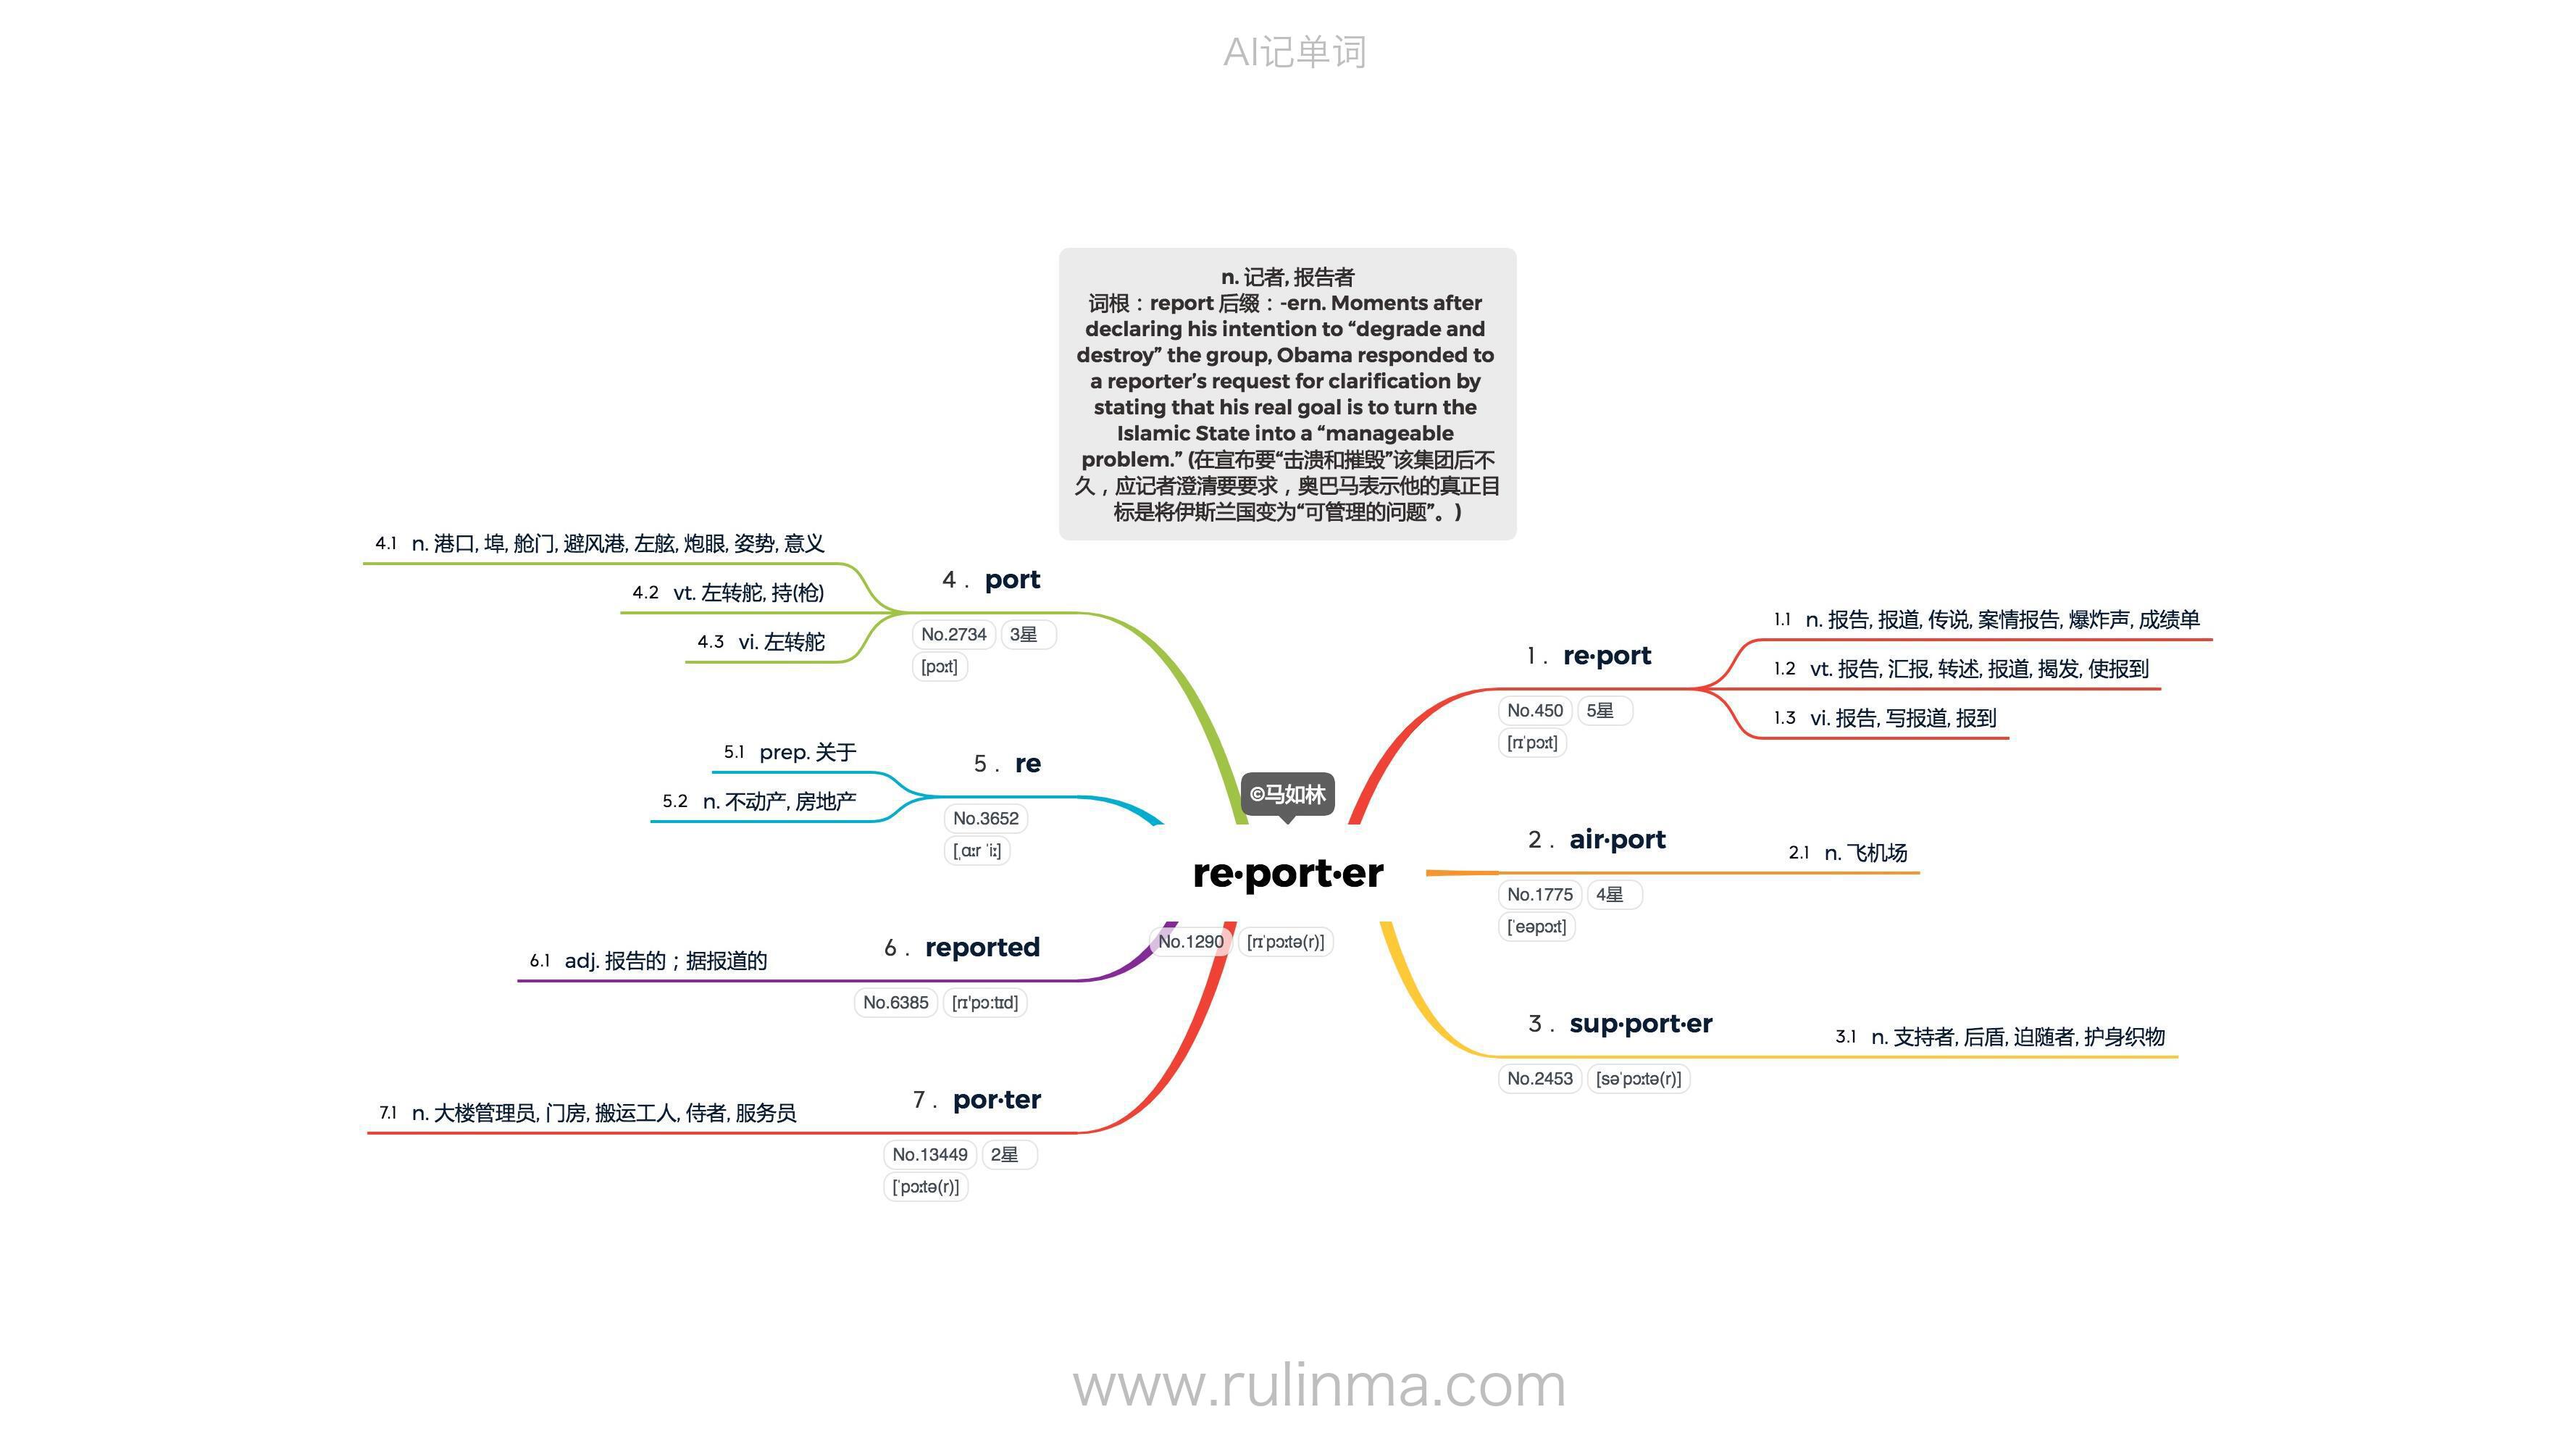 AI记单词
n. 记者, 报告者
词根：report 后缀：-ern. Moments after
declaring his intention to “degrade and
destroy” the group, Obama responded to
a reporter’s request for clarification by
stating that his real goal is to turn the
Islamic State into a “manageable
problem.” (在宣布要“击溃和摧毁”该集团后不
久，应记者澄清要要求，奥巴马表示他的真正目
标是将伊斯兰国变为“可管理的问题”。)
©马如林
re·port·er
No.1290 [rɪˈpɔːtə(r)]
1. re·port
No.450 5星
[rɪˈpɔːt]
1.1 n. 报告, 报道, 传说, 案情报告, 爆炸声, 成绩单
1.2 vt. 报告, 汇报, 转述, 报道, 揭发, 使报到
1.3 vi. 报告, 写报道, 报到
2. air·port
No.1775 4星
[ˈeəpɔːt]
2.1 n. 飞机场
3. sup·port·er
No.2453 [səˈpɔːtə(r)]
3.1 n. 支持者, 后盾, 迫随者, 护身织物
4. port
No.2734 3星
[pɔːt]
4.1 n. 港口, 埠, 舱门, 避风港, 左舷, 炮眼, 姿势, 意义
4.2 vt. 左转舵, 持(枪)
4.3 vi. 左转舵
5. re
No.3652
[ˌɑːr ˈiː]
5.1 prep. 关于
5.2 n. 不动产, 房地产
6. reported
No.6385 [rɪ'pɔːtɪd]
6.1 adj. 报告的；据报道的
7. por·ter
No.13449 2星
[ˈpɔːtə(r)]
7.1 n. 大楼管理员, 门房, 搬运工人, 侍者, 服务员
www.rulinma.com